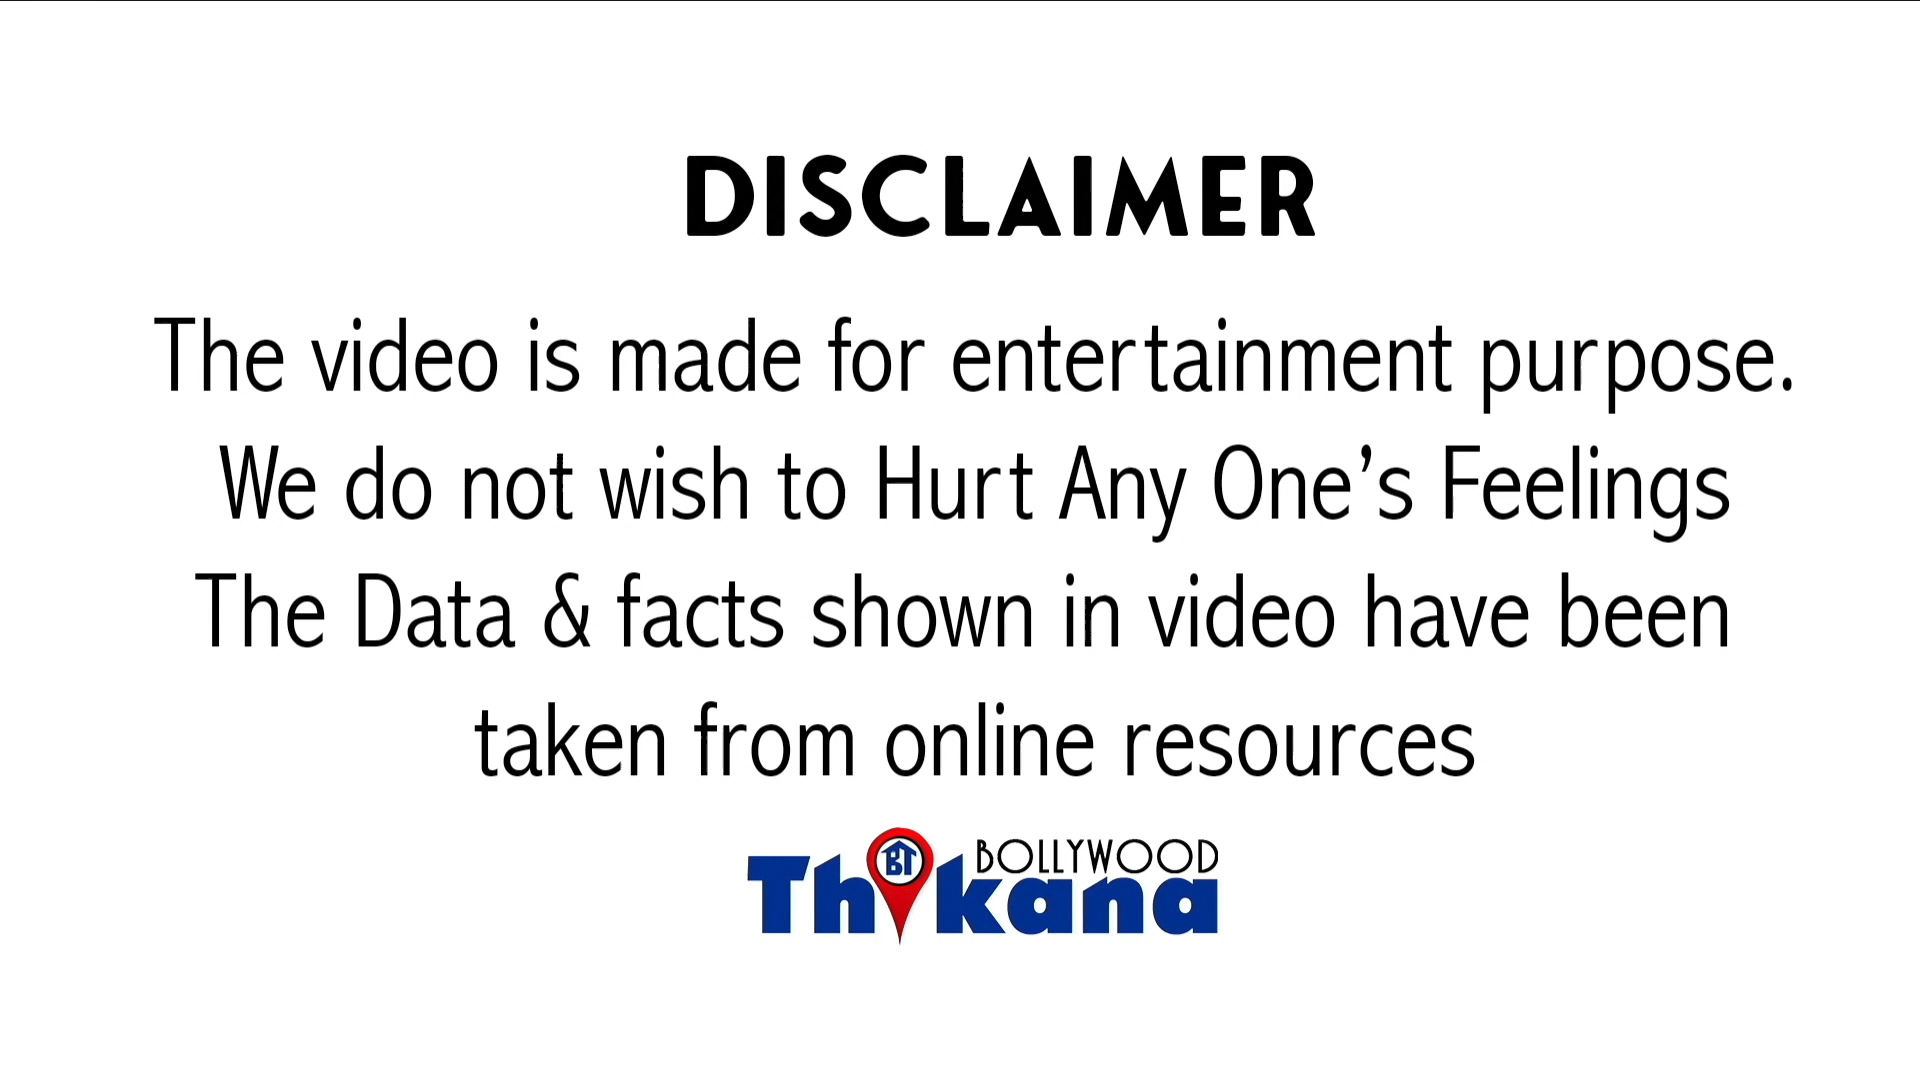 DISCLAIMER
The video is made for entertainment purpose.
We do not wish to Hurt Any One’s Feelings
The Data & facts shown in video have been
taken from online resources
BT BOLLYWOOD
Thikana